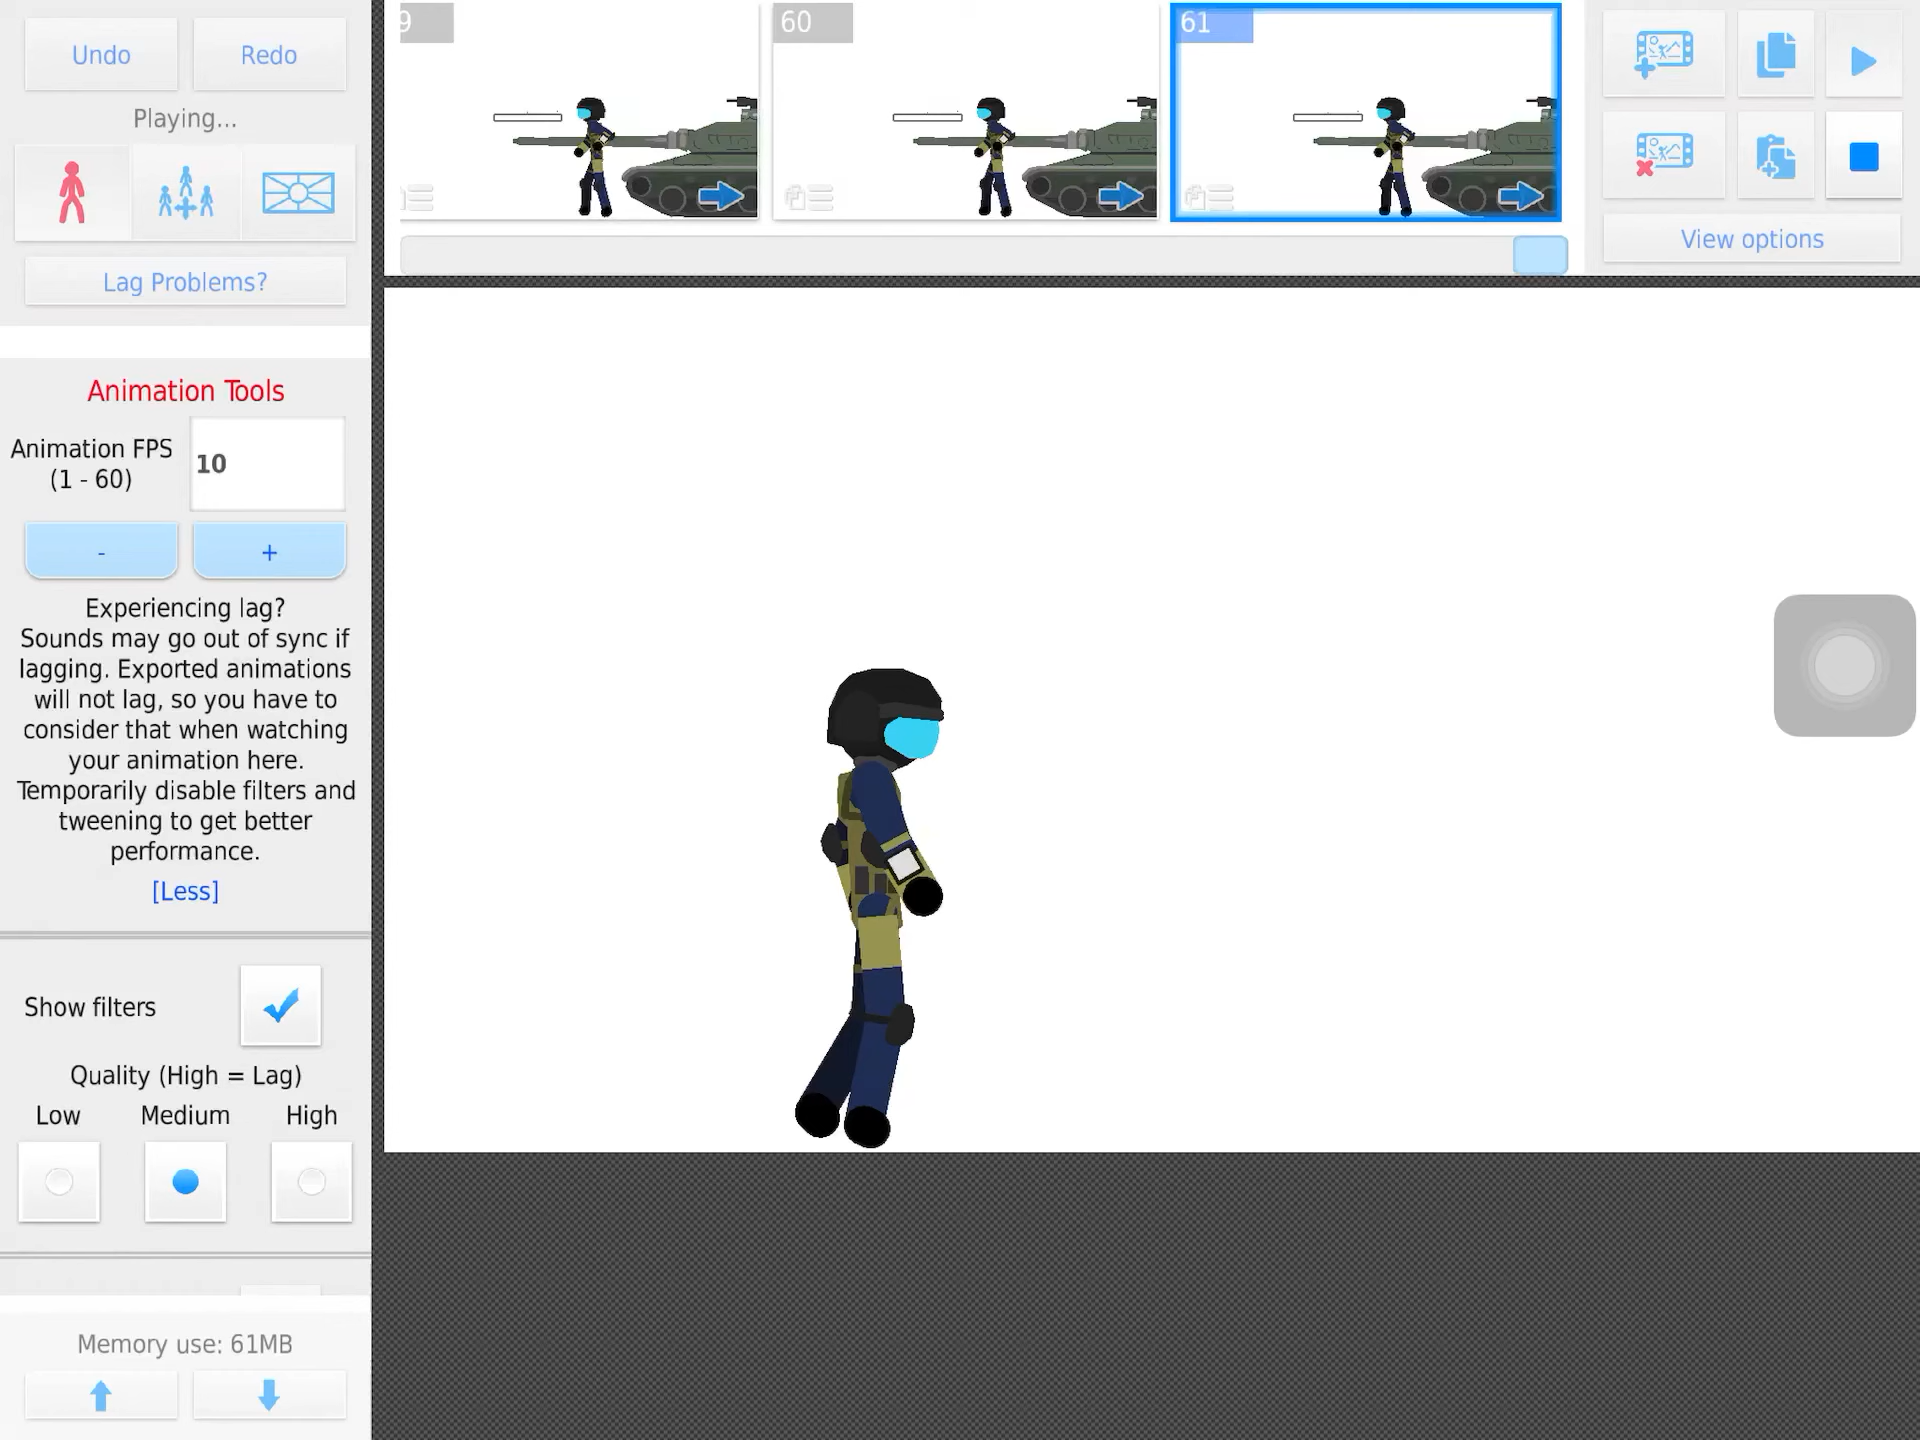 Undo
Redo
Playing...
Lag Problems?
9
60
61
View options
Animation Tools
Animation FPS
(1 - 60)
10
-
+
Experiencing lag?
Sounds may go out of sync if
lagging. Exported animations
will not lag, so you have to
consider that when watching
your animation here.
Temporarily disable filters and
tweening to get better
performance.
[Less]
Show filters
Quality (High = Lag)
Low
Medium
High
Memory use: 61MB